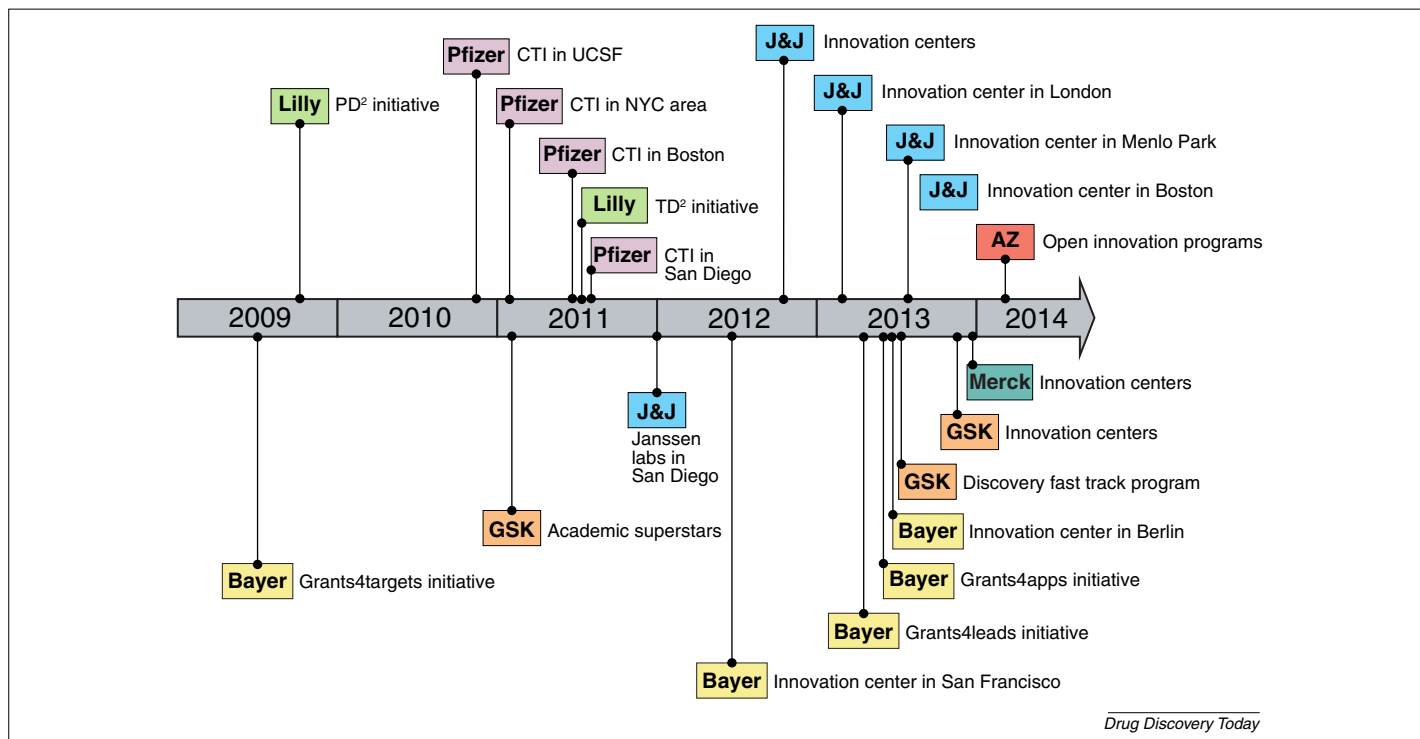 J&J Innovation centers
Pfizer CTI in UCSF
J&J Innovation center in London
Lilly PD² initiative
Pfizer CTI in NYC area
J&J Innovation center in Menlo Park
Pfizer CTI in Boston
J&J Innovation center in Boston
Lilly TD² initiative
AZ Open innovation programs
Pfizer CTI in
San Diego
2009 2010 2011 2012 2013 2014
Merck Innovation centers
J&J
Janssen
labs in
San Diego
GSK Innovation centers
GSK Discovery fast track program
GSK Academic superstars
Bayer Innovation center in Berlin
Bayer Grants4targets initiative
Bayer Grants4apps initiative
Bayer Grants4leads initiative
Bayer Innovation center in San Francisco
Drug Discovery Today